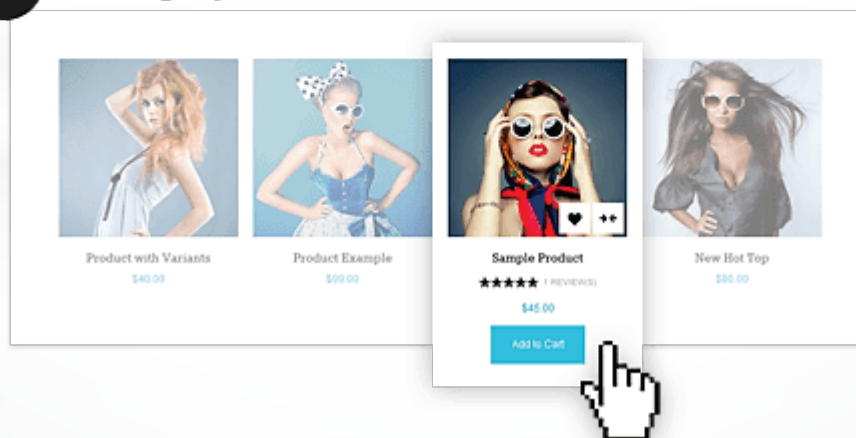 Product with Variants
$40.00
Product Example
$99.00
Sample Product
1 REVIEW(S)
$45.00
Add to Cart
New Hot Top
$80.00